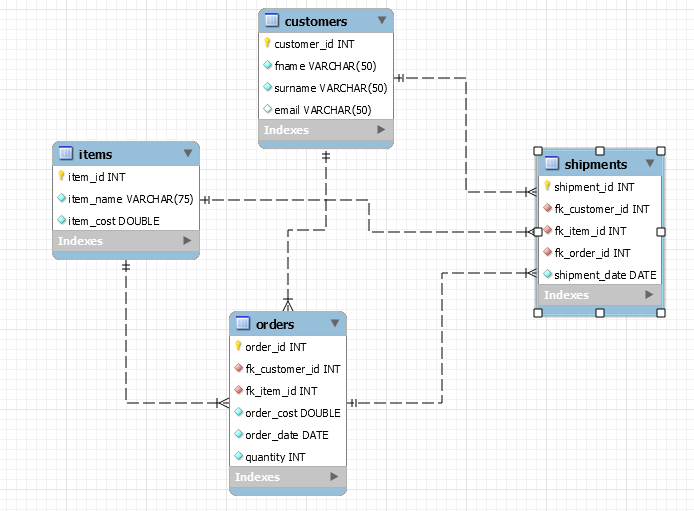 customers
customer_id INT
fname VARCHAR(50)
surname VARCHAR(50)
email VARCHAR(50)
Indexes
items
item_id INT
item_name VARCHAR(75)
item_cost DOUBLE
Indexes
shipments
shipment_id INT
fk_customer_id INT
fk_item_id INT
fk_order_id INT
shipment_date DATE
Indexes
orders
order_id INT
fk_customer_id INT
fk_item_id INT
order_cost DOUBLE
order_date DATE
quantity INT
Indexes